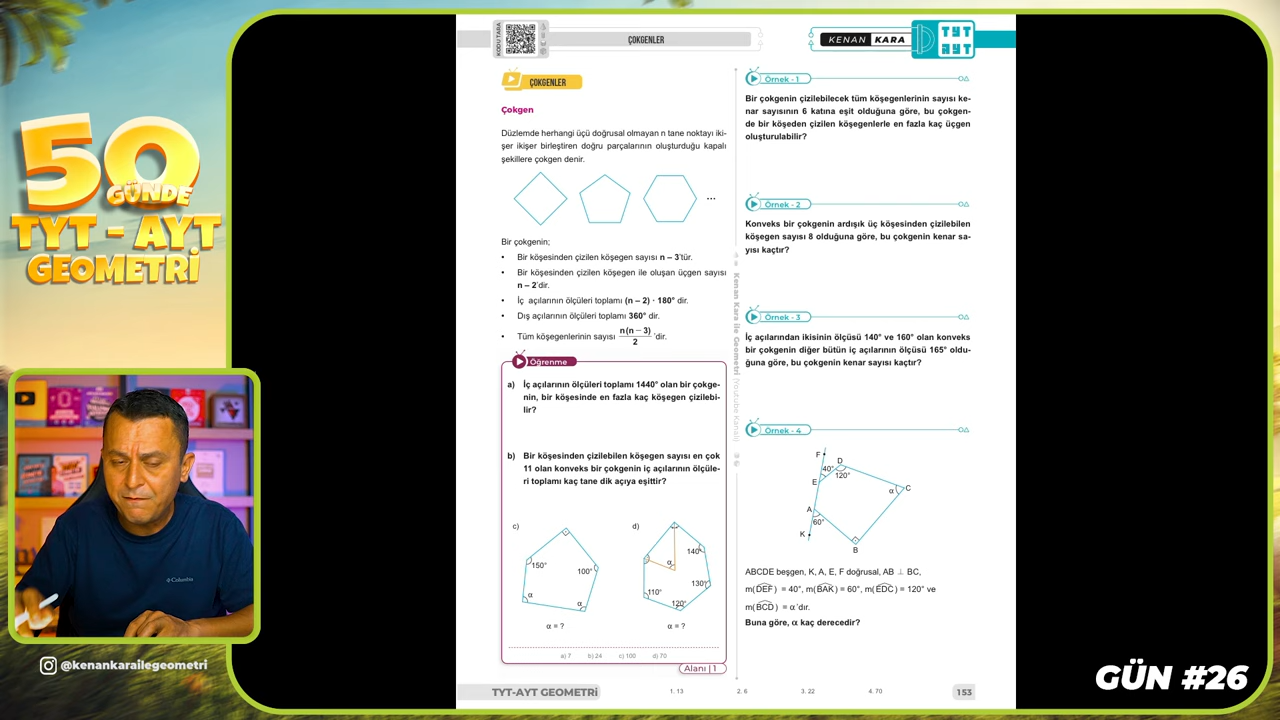 50
GÜNDE
TYT - AYT
GEOMETRİ
@kenankarailegeometri
GÜN #26
KODU TARA
ÇOKGENLER
KENAN KARA
TYT
AYT
ÇOKGENLER
Çokgen
Düzlemde herhangi üçü doğrusal olmayan n tane noktayı iki-
şer ikişer birleştiren doğru parçalarının oluşturduğu kapalı
şekillere çokgen denir.
...
Bir çokgenin;
• Bir köşesinden çizilen köşegen sayısı n – 3'tür.
• Bir köşesinden çizilen köşegen ile oluşan üçgen sayısı
n – 2'dir.
• İç açılarının ölçüleri toplamı (n – 2) · 180° dir.
• Dış açılarının ölçüleri toplamı 360° dir.
• Tüm köşegenlerinin sayısı n(n – 3)/2 'dir.
Öğrenme
a) İç açılarının ölçüleri toplamı 1440° olan bir çokge-
nin, bir köşesinde en fazla kaç köşegen çizilebi-
lir?
b) Bir köşesinden çizilebilen köşegen sayısı en çok
11 olan konveks bir çokgenin iç açılarının ölçüle-
ri toplamı kaç tane dik açıya eşittir?
c)
150°
100°
α
α
α = ?
d)
140°
α
130°
110°
120°
α = ?
a) 7 b) 24 c) 100 d) 70
Alanı | 1
TYT-AYT GEOMETRİ
Kenan Kara ile Geometri (Youtube Kanalı)
Örnek - 1
Bir çokgenin çizilebilecek tüm köşegenlerinin sayısı ke-
nar sayısının 6 katına eşit olduğuna göre, bu çokgen-
de bir köşeden çizilen köşegenlerle en fazla kaç üçgen
oluşturulabilir?
Örnek - 2
Konveks bir çokgenin ardışık üç köşesinden çizilebilen
köşegen sayısı 8 olduğuna göre, bu çokgenin kenar sa-
yısı kaçtır?
Örnek - 3
İç açılarından ikisinin ölçüsü 140° ve 160° olan konveks
bir çokgenin diğer bütün iç açılarının ölçüsü 165° oldu-
ğuna göre, bu çokgenin kenar sayısı kaçtır?
Örnek - 4
F
D
40°
120°
E
α
C
A
60°
K
B
ABCDE beşgen, K, A, E, F doğrusal, AB ⊥ BC,
m(DEF) = 40°, m(BAK) = 60°, m(EDC) = 120° ve
m(BCD) = α'dır.
Buna göre, α kaç derecedir?
1. 13 2. 6 3. 22 4. 70
153